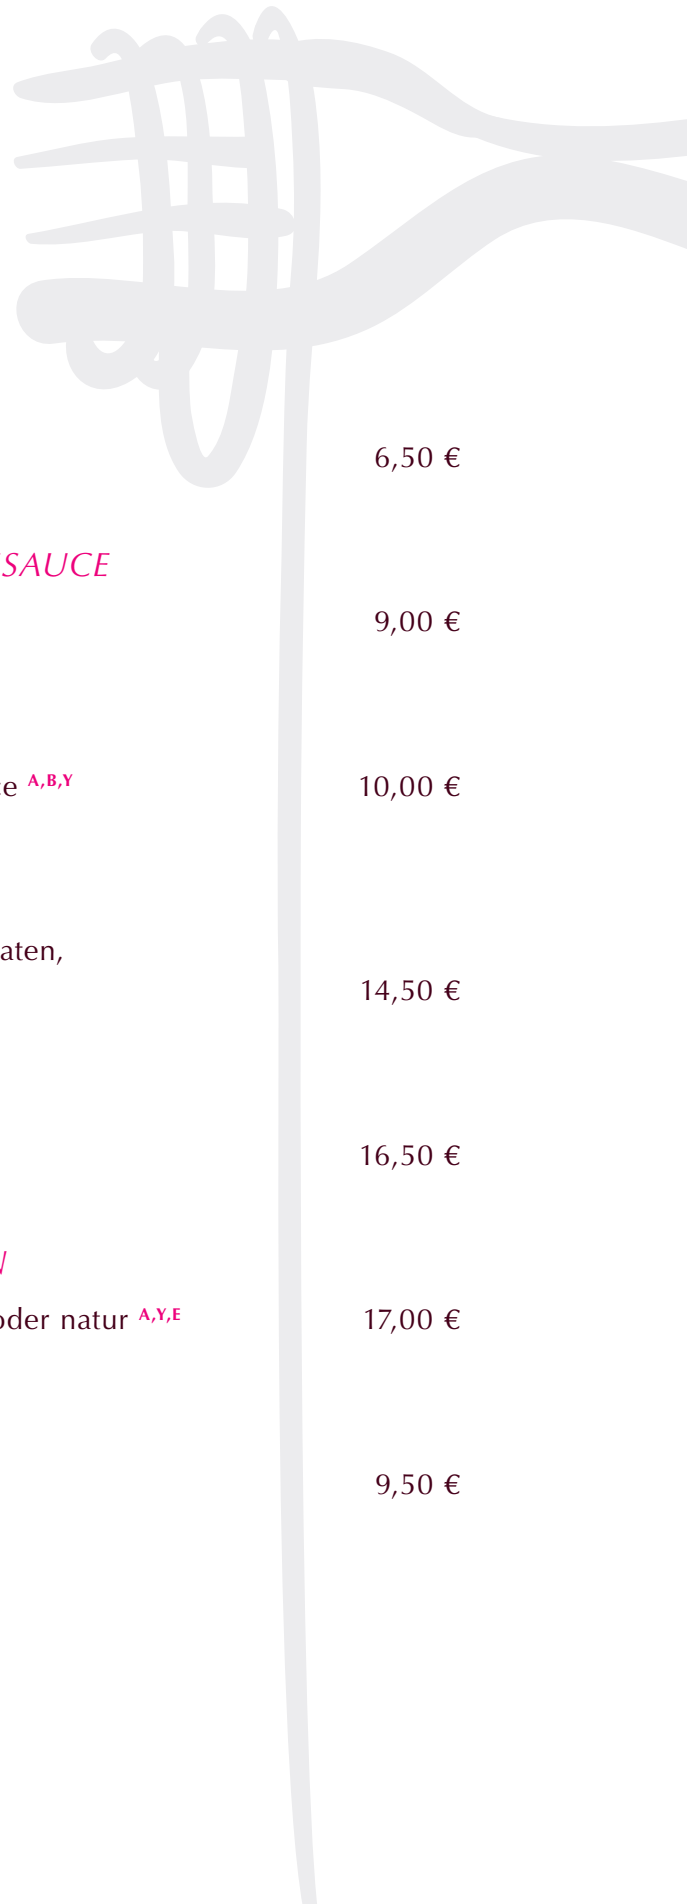 6,50 €
SAUCE
9,00 €
e A,B,Y 10,00 €
aten,
14,50 €
16,50 €
N
oder natur A,Y,E 17,00 €
9,50 €